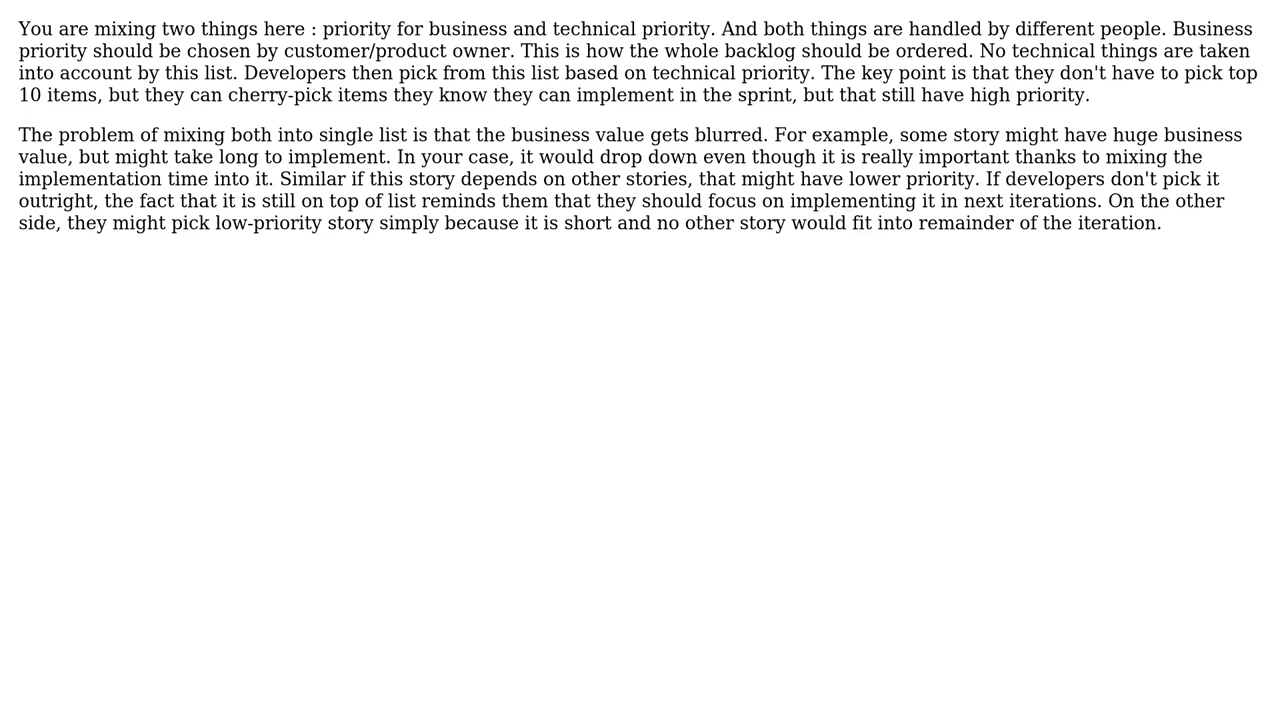 You are mixing two things here : priority for business and technical priority. And both things are handled by different people. Business
priority should be chosen by customer/product owner. This is how the whole backlog should be ordered. No technical things are taken
into account by this list. Developers then pick from this list based on technical priority. The key point is that they don't have to pick top
10 items, but they can cherry-pick items they know they can implement in the sprint, but that still have high priority.
The problem of mixing both into single list is that the business value gets blurred. For example, some story might have huge business
value, but might take long to implement. In your case, it would drop down even though it is really important thanks to mixing the
implementation time into it. Similar if this story depends on other stories, that might have lower priority. If developers don't pick it
outright, the fact that it is still on top of list reminds them that they should focus on implementing it in next iterations. On the other
side, they might pick low-priority story simply because it is short and no other story would fit into remainder of the iteration.